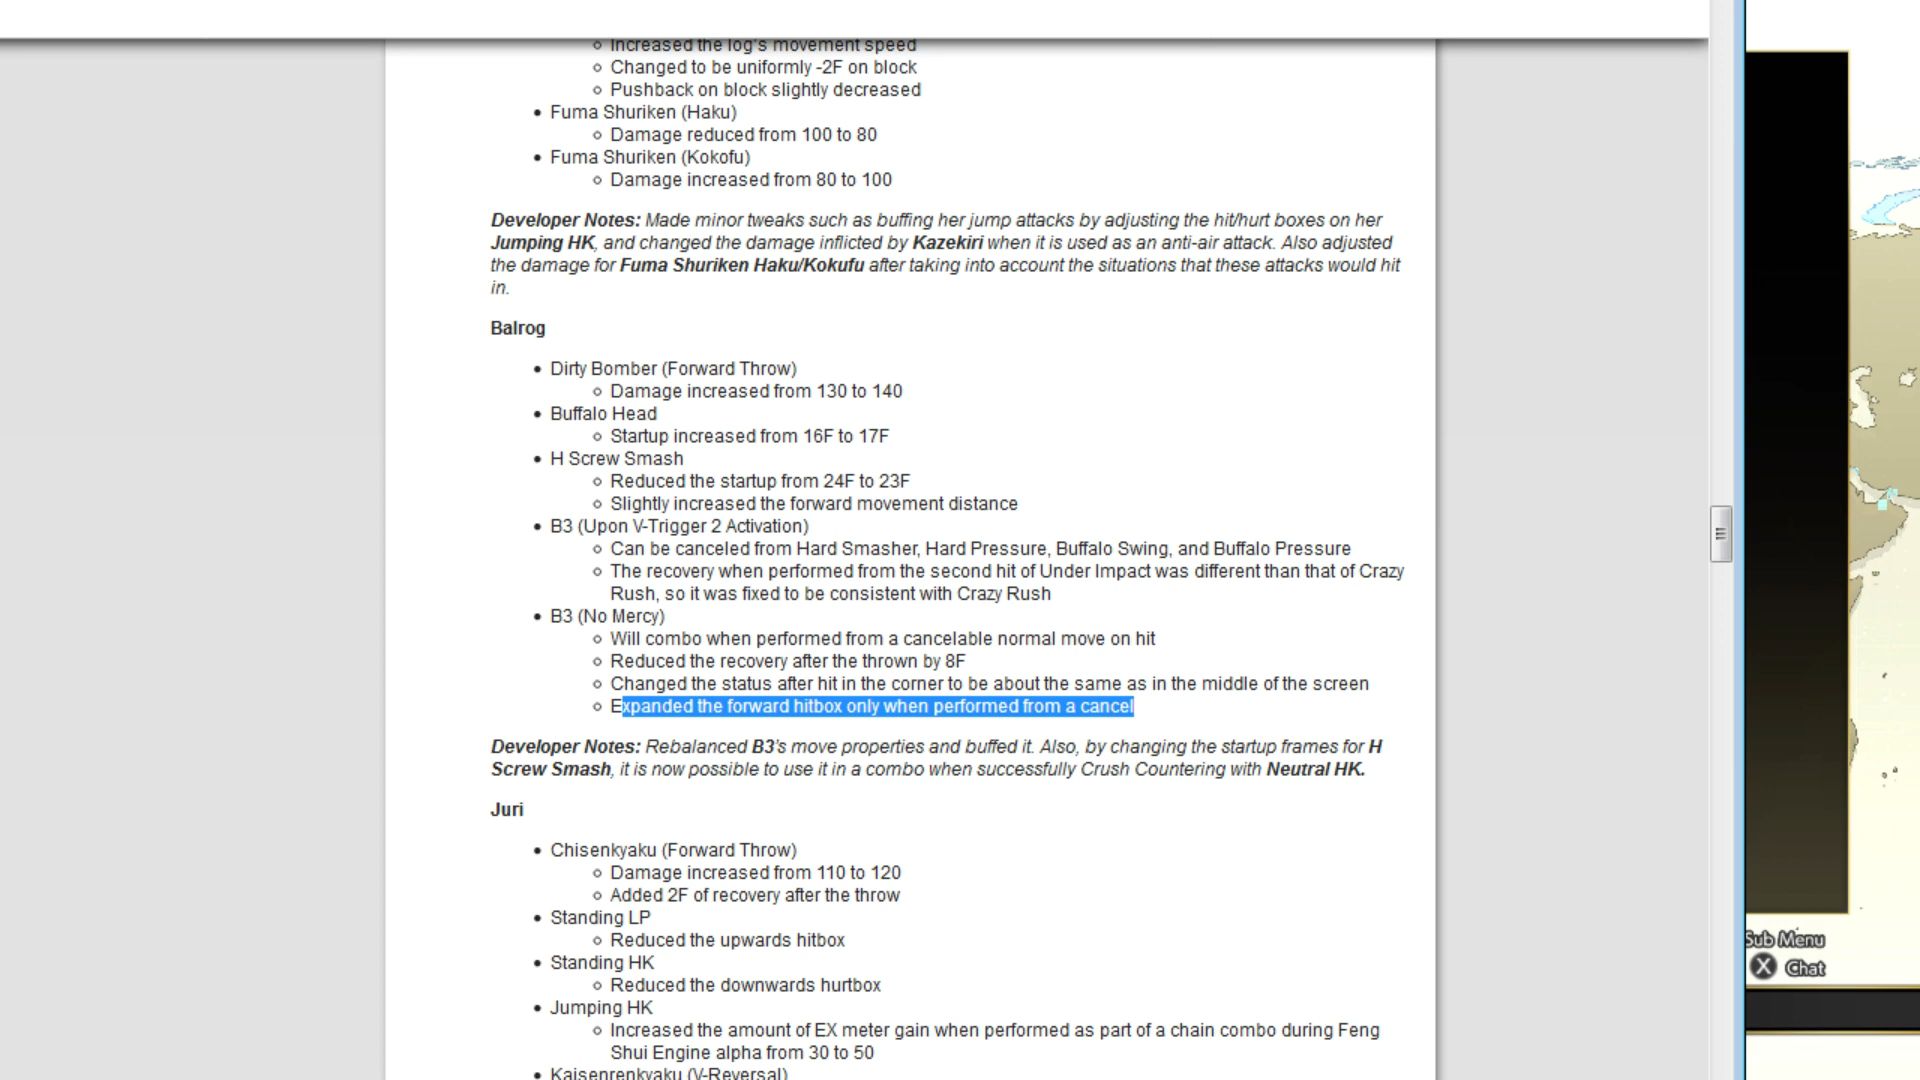 Increased the log's movement speed
Changed to be uniformly -2F on block
Pushback on block slightly decreased
Fuma Shuriken (Haku)
Damage reduced from 100 to 80
Fuma Shuriken (Kokofu)
Damage increased from 80 to 100
Developer Notes: Made minor tweaks such as buffing her jump attacks by adjusting the hit/hurt boxes on her
Jumping HK, and changed the damage inflicted by Kazekiri when it is used as an anti-air attack. Also adjusted
the damage for Fuma Shuriken Haku/Kokufu after taking into account the situations that these attacks would hit
in.
Balrog
Dirty Bomber (Forward Throw)
Damage increased from 130 to 140
Buffalo Head
Startup increased from 16F to 17F
H Screw Smash
Reduced the startup from 24F to 23F
Slightly increased the forward movement distance
B3 (Upon V-Trigger 2 Activation)
Can be canceled from Hard Smasher, Hard Pressure, Buffalo Swing, and Buffalo Pressure
The recovery when performed from the second hit of Under Impact was different than that of Crazy
Rush, so it was fixed to be consistent with Crazy Rush
B3 (No Mercy)
Will combo when performed from a cancelable normal move on hit
Reduced the recovery after the thrown by 8F
Changed the status after hit in the corner to be about the same as in the middle of the screen
Expanded the forward hitbox only when performed from a cancel
Developer Notes: Rebalanced B3's move properties and buffed it. Also, by changing the startup frames for H
Screw Smash, it is now possible to use it in a combo when successfully Crush Countering with Neutral HK.
Juri
Chisenkyaku (Forward Throw)
Damage increased from 110 to 120
Added 2F of recovery after the throw
Standing LP
Reduced the upwards hitbox
Standing HK
Reduced the downwards hurtbox
Jumping HK
Increased the amount of EX meter gain when performed as part of a chain combo during Feng
Shui Engine alpha from 30 to 50
Kaisenrenkyaku (V-Reversal)
Sub Menu
X Chat